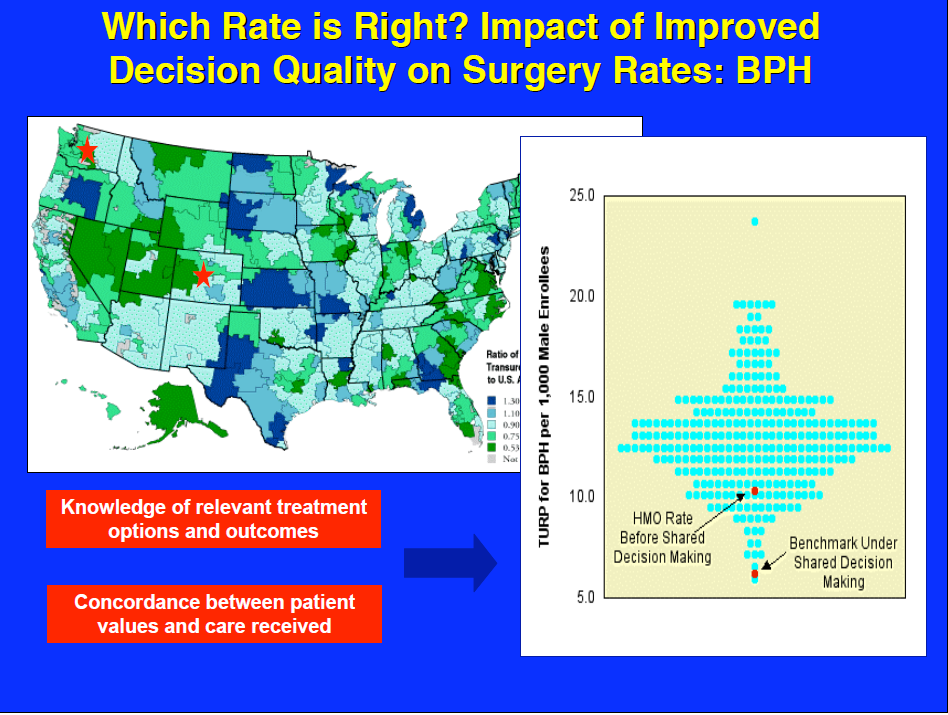 Which Rate is Right? Impact of Improved
Decision Quality on Surgery Rates: BPH
Ratio of
to U.S.
1.30
1.10
0.90
0.75
0.53
Not
Knowledge of relevant treatment
options and outcomes
Concordance between patient
values and care received
TURP for BPH per 1,000 Male Enrollees
25.0
20.0
15.0
10.0
5.0
HMO Rate
Before Shared
Decision Making
Benchmark Under
Shared Decision
Making